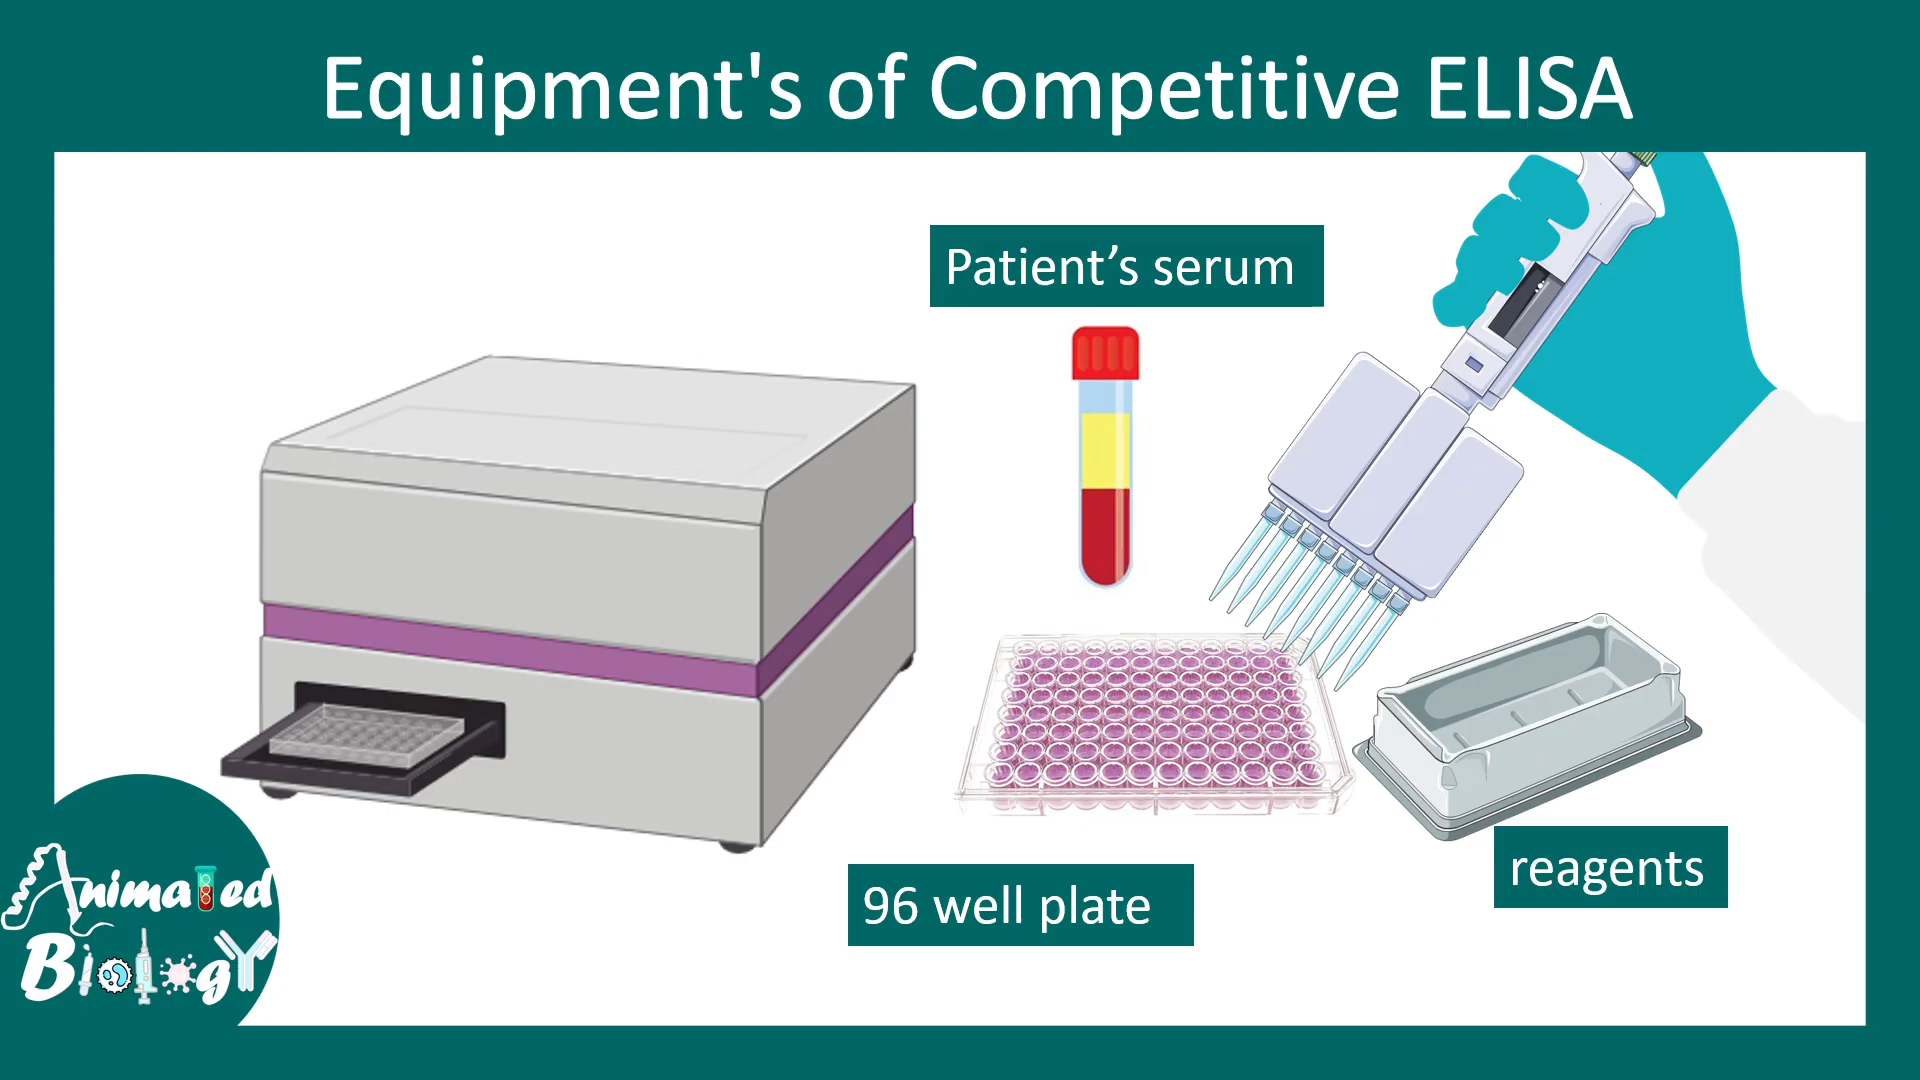 Equipment's of Competitive ELISA
Patient’s serum
96 well plate
reagents
Animated
Biology